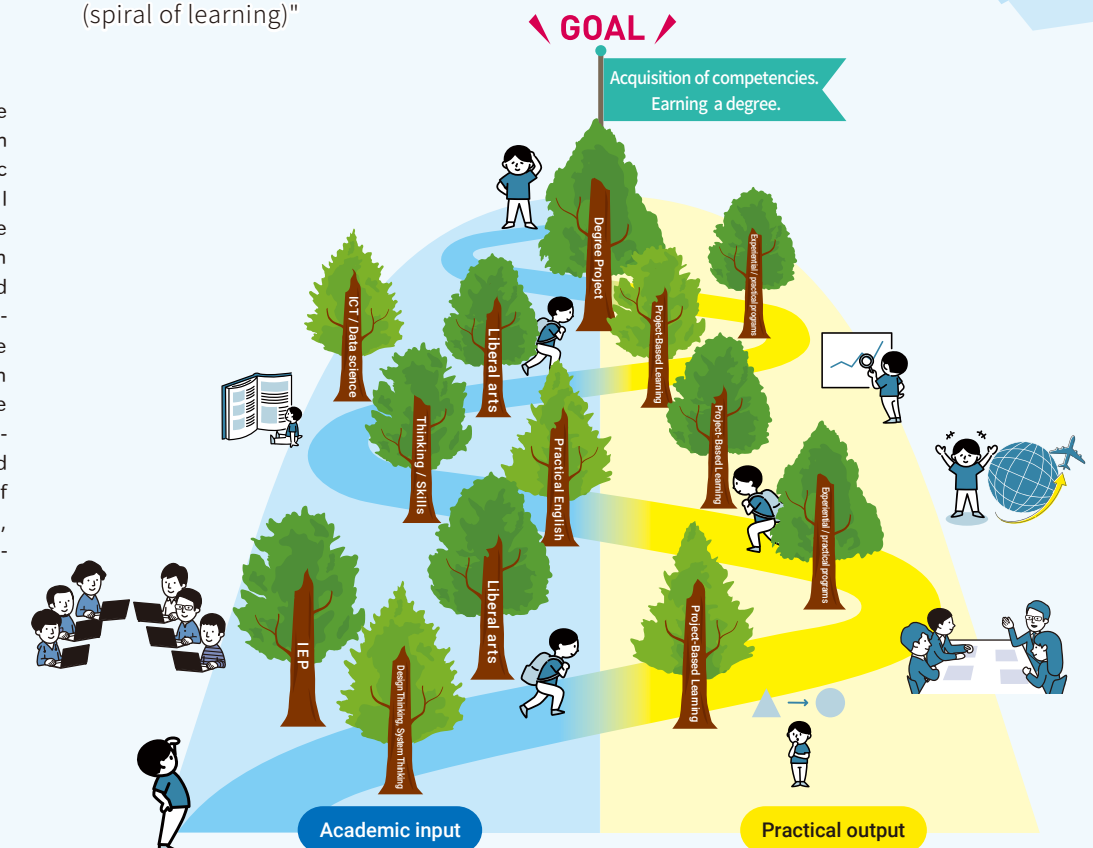 (spiral of learning)"
GOAL
Acquisition of competencies.
Earning a degree.
e
n
c
l
e
n
d
-
e
n
e
-
d
f
,
-
Degree Project
Experiential / practical programs
ICT / Data science
Liberal arts
Project-Based Learning
Thinking / Skills
Practical English
Project-Based Learning
Experiential / practical programs
IEP
Liberal arts
Design Thinking, System Thinking
Project-Based Learning
Academic input
Practical output